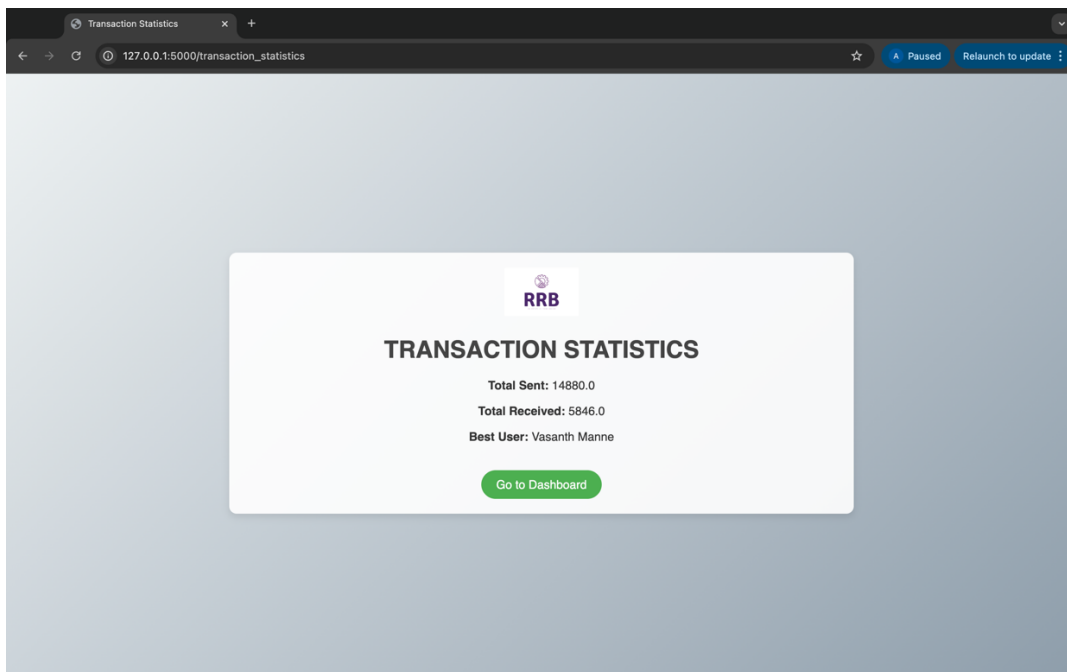 Transaction Statistics
127.0.0.1:5000/transaction_statistics
A Paused
Relaunch to update
RRB
TRANSACTION STATISTICS
Total Sent: 14880.0
Total Received: 5846.0
Best User: Vasanth Manne
Go to Dashboard